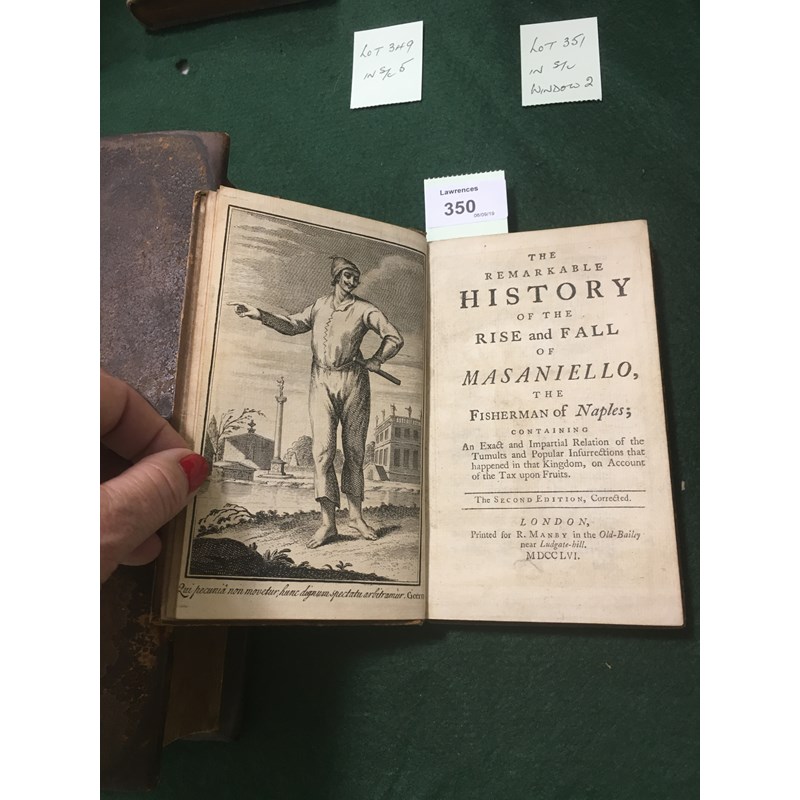 LOT 349
IN S/C 5
LOT 351
IN S/C
WINDOW 2
Lawrences
350
THE
REMARKABLE
HISTORY
OF THE
RISE and FALL
OF
MASANIELLO,
THE
FISHERMAN of Naples;
CONTAINING
An Exact and Impartial Relation of the
Tumults and Popular Insurrections that
happened in that Kingdom, on Account
of the Tax upon Fruits.
The SECOND EDITION, Corrected.
LONDON,
Printed for R. MANBY in the Old-Bailey
near Ludgate-hill.
MDCCLVI.
Qui pecuniâ non movetur, hunc dignum spectatu arbitramur.